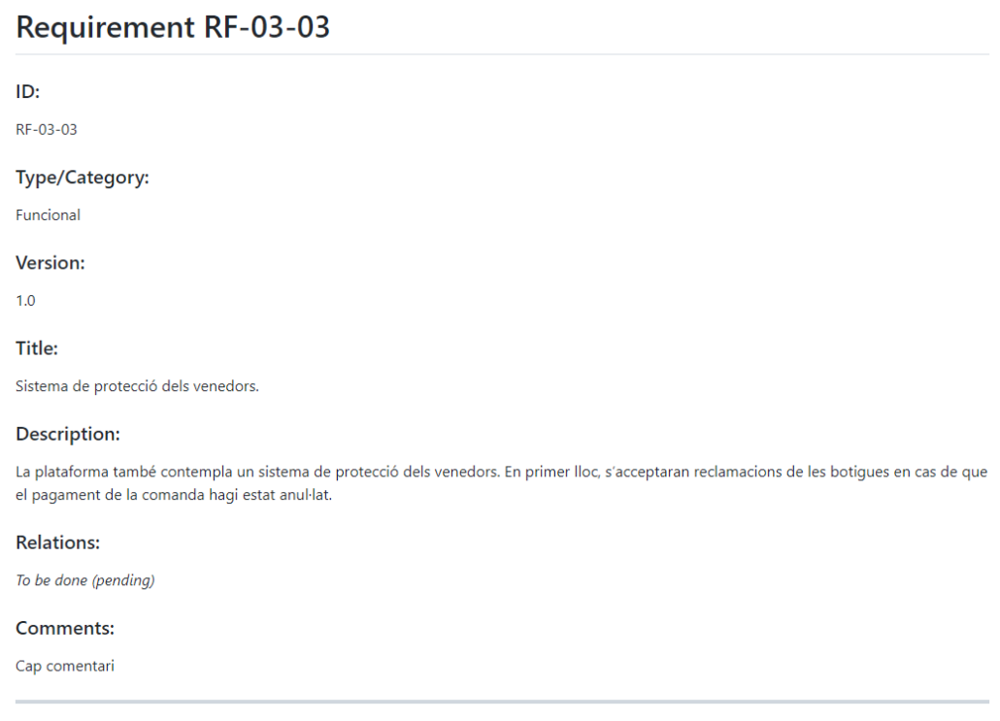 Requirement RF-03-03
ID:
RF-03-03
Type/Category:
Funcional
Version:
1.0
Title:
Sistema de protecció dels venedors.
Description:
La plataforma també contempla un sistema de protecció dels venedors. En primer lloc, s'acceptaran reclamacions de les botigues en cas de que
el pagament de la comanda hagi estat anul·lat.
Relations:
To be done (pending)
Comments:
Cap comentari